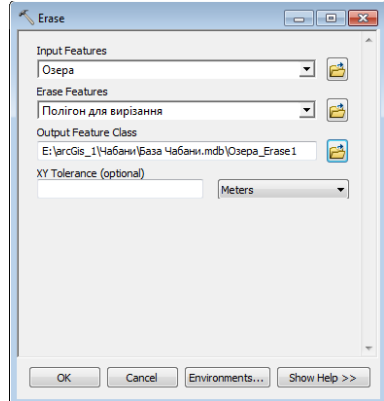 Erase
Input Features
Озера
Erase Features
Полігон для вирізання
Output Feature Class
E:\arcGis_1\Чабани\База Чабани.mdb\Озера_Erase1
XY Tolerance (optional)
Meters
OK Cancel Environments... Show Help >>